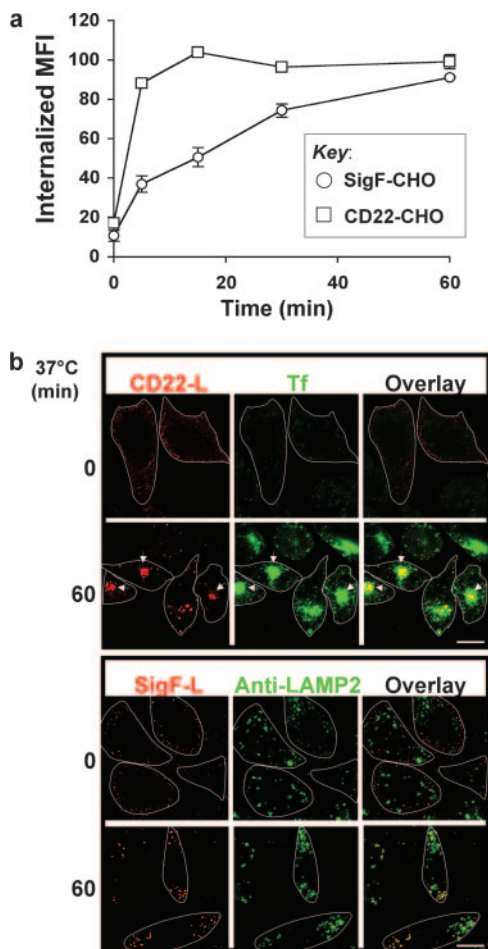 a
120
100
80
60
40
20
0
Internalized MFI
Key:
SigF-CHO
CD22-CHO
0 20 40 60
Time (min)
b
37°C
(min)
CD22-L Tf Overlay
0
60
SigF-L Anti-LAMP2 Overlay
0
60